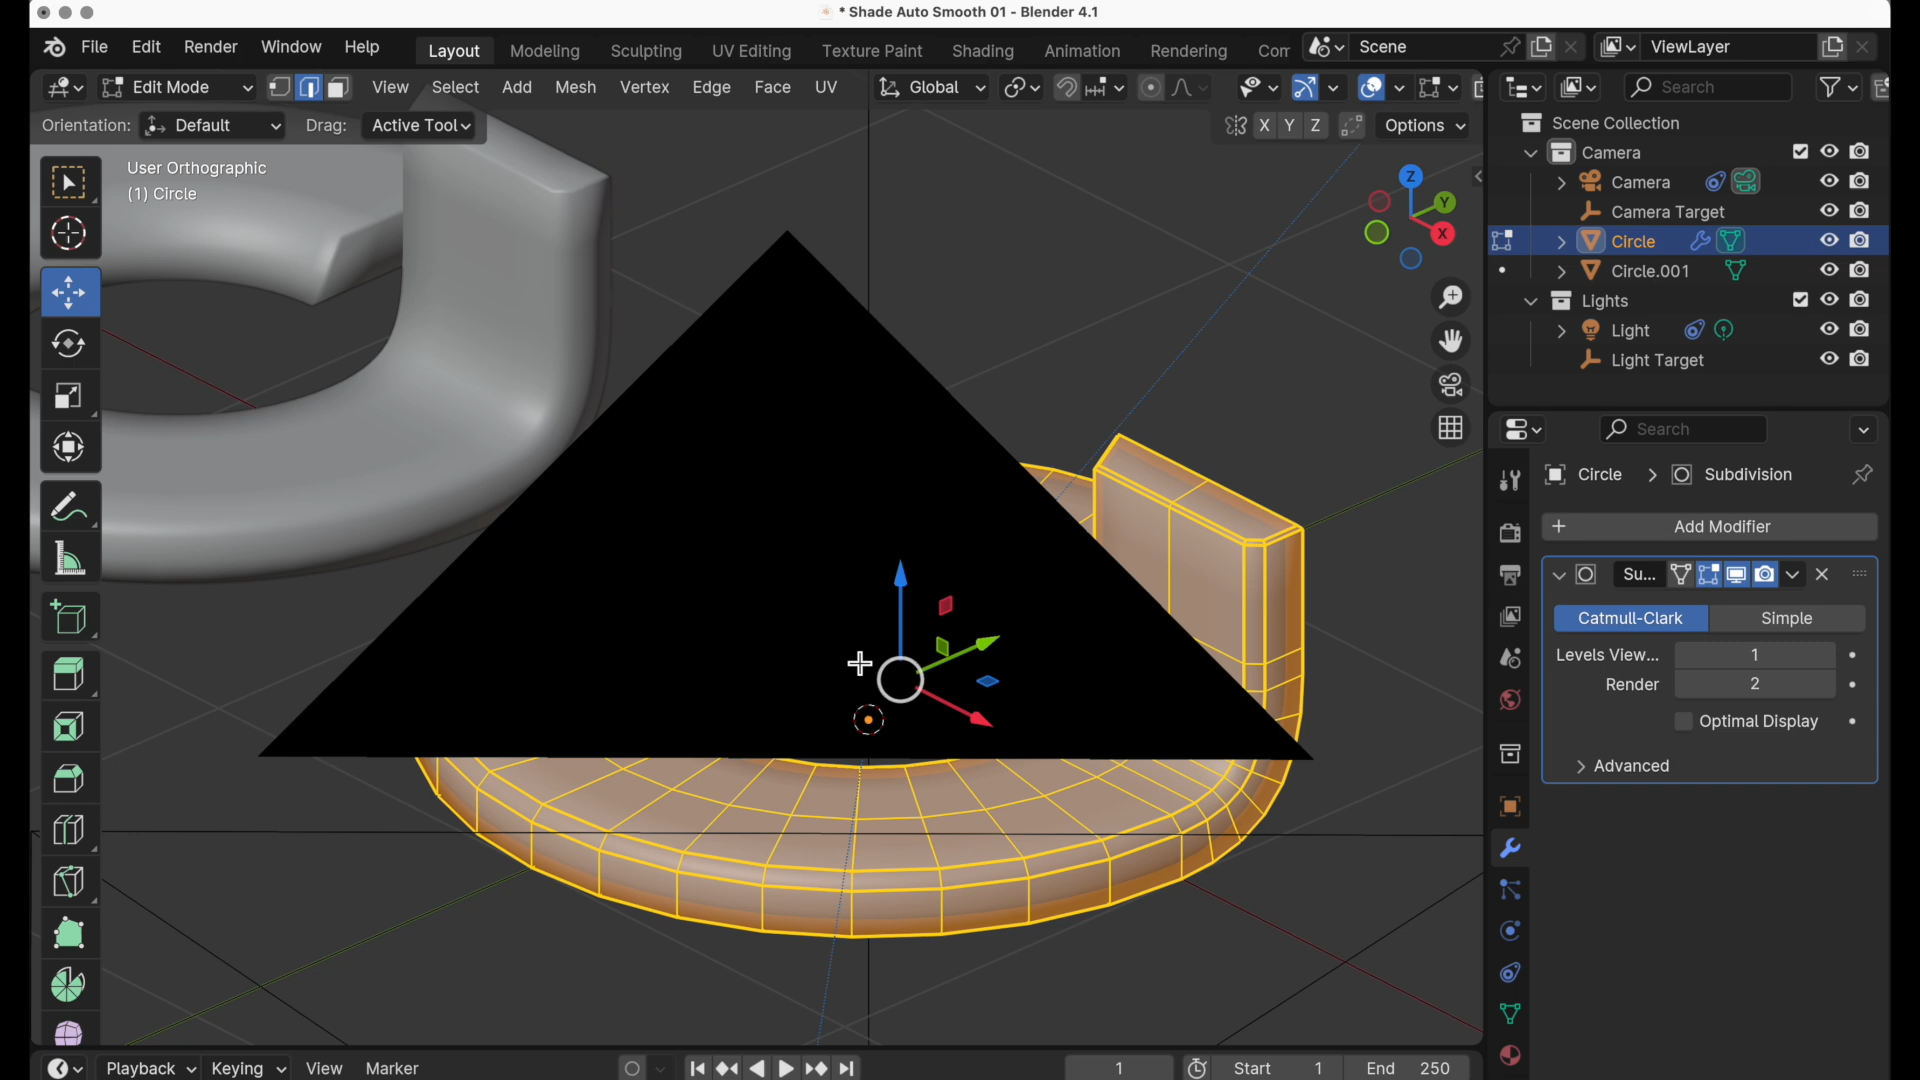 * Shade Auto Smooth 01 - Blender 4.1
File Edit Render Window Help Layout Modeling Sculpting UV Editing Texture Paint Shading Animation Rendering Com Scene ViewLayer
Edit Mode View Select Add Mesh Vertex Edge Face UV Global Search
Orientation: Default Drag: Active Tool X Y Z Options
User Orthographic
(1) Circle
Z
Y
X
Scene Collection
Camera
Camera
Camera Target
Circle
Circle.001
Lights
Light
Light Target
Search
Circle > Subdivision
+ Add Modifier
Su...
Catmull-Clark Simple
Levels View... 1
Render 2
Optimal Display
Advanced
Playback Keying View Marker 1 Start 1 End 250